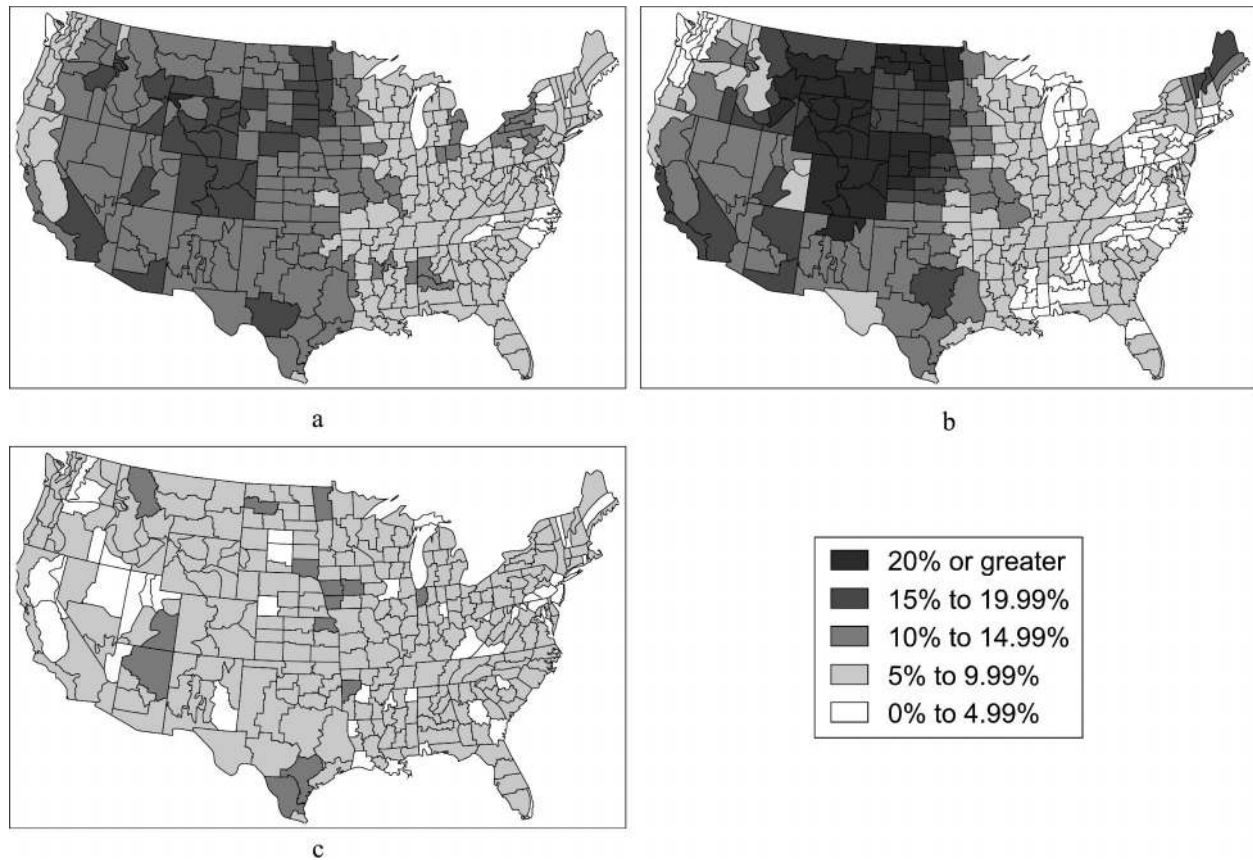 a
b
20% or greater
15% to 19.99%
10% to 14.99%
5% to 9.99%
0% to 4.99%
c